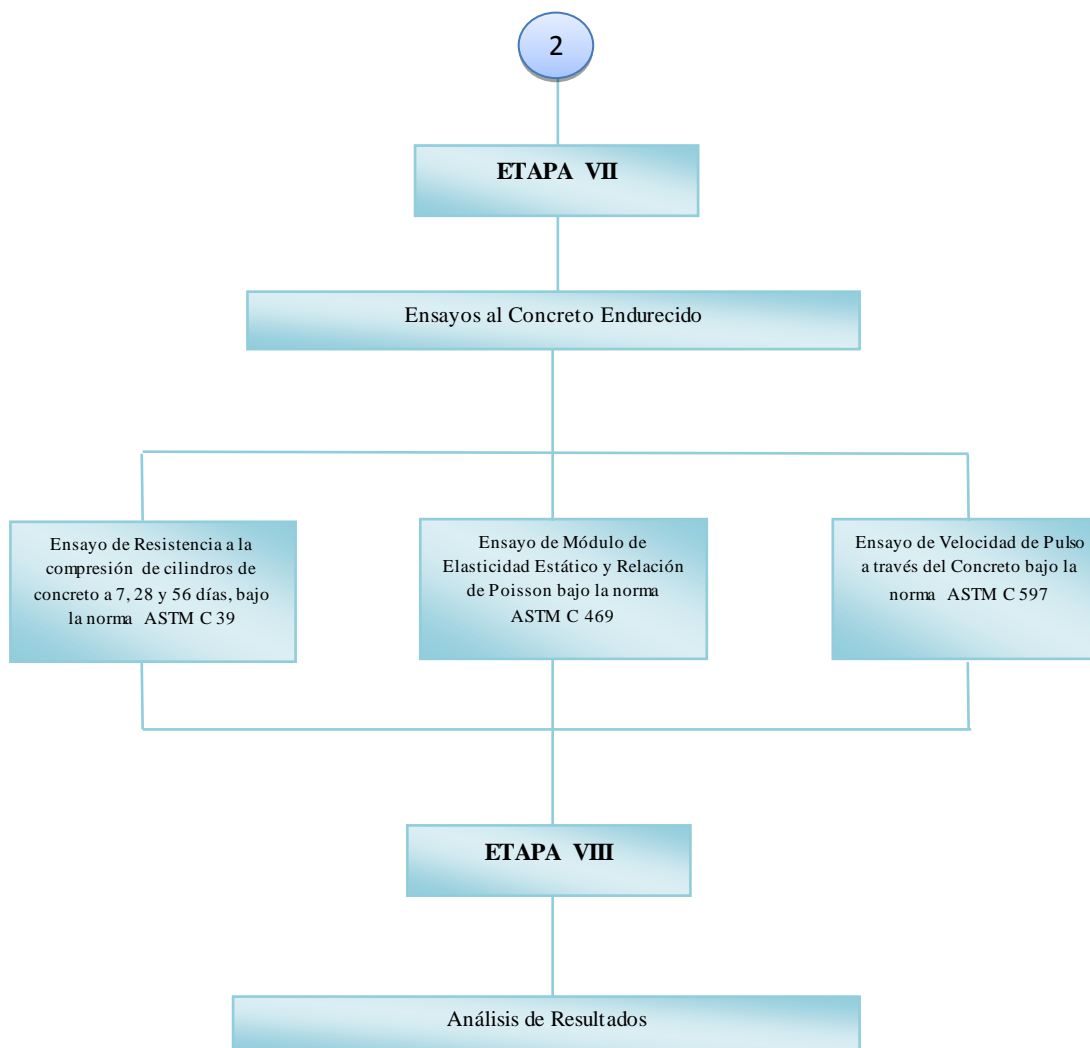 2
ETAPA VII
Ensayos al Concreto Endurecido
Ensayo de Resistencia a la
compresión de cilindros de
concreto a 7, 28 y 56 días, bajo
la norma ASTM C 39
Ensayo de Módulo de
Elasticidad Estático y Relación
de Poisson bajo la norma
ASTM C 469
Ensayo de Velocidad de Pulso
a través del Concreto bajo la
norma ASTM C 597
ETAPA VIII
Análisis de Resultados